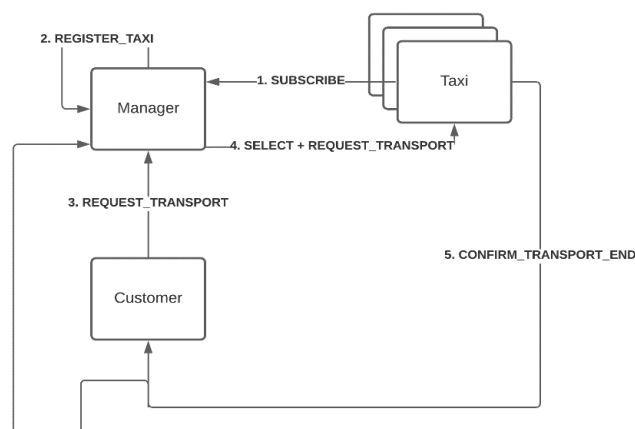 2. REGISTER_TAXI
1. SUBSCRIBE
Taxi
Manager
4. SELECT + REQUEST_TRANSPORT
3. REQUEST_TRANSPORT
5. CONFIRM_TRANSPORT_END
Customer